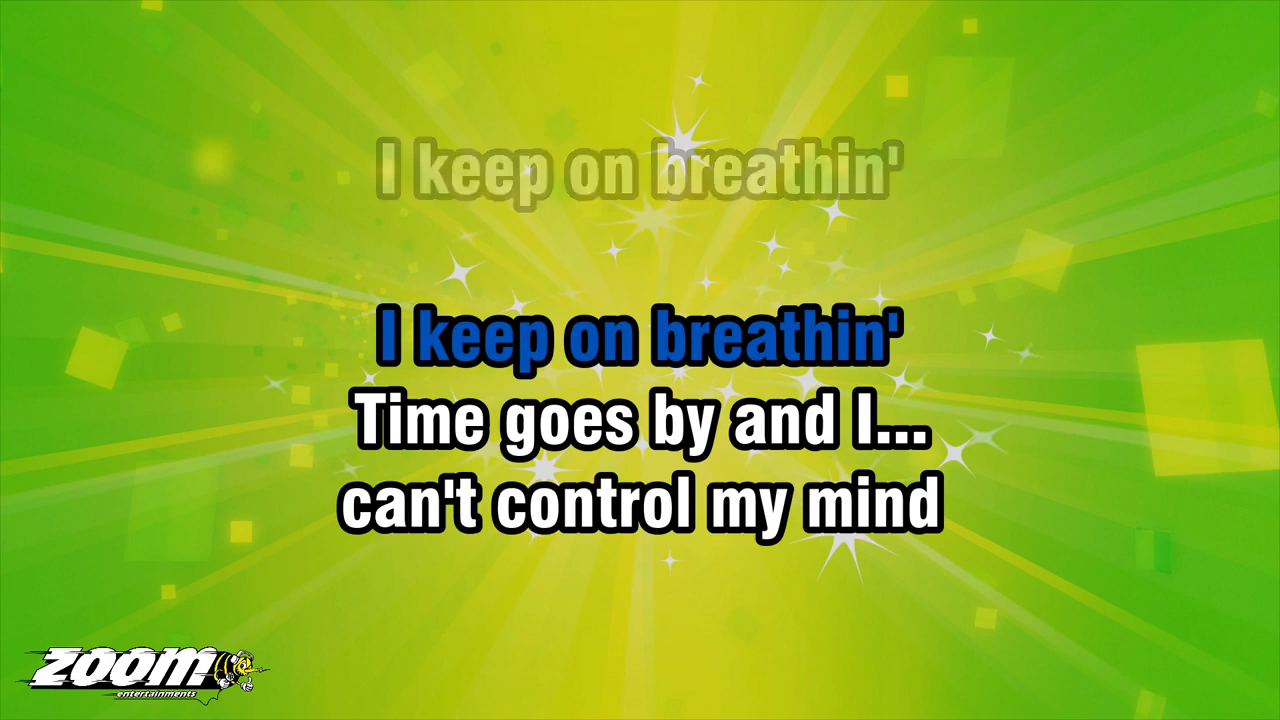 I keep on breathin'
I keep on breathin'
Time goes by and I...
can't control my mind
ZOOM
entertainments